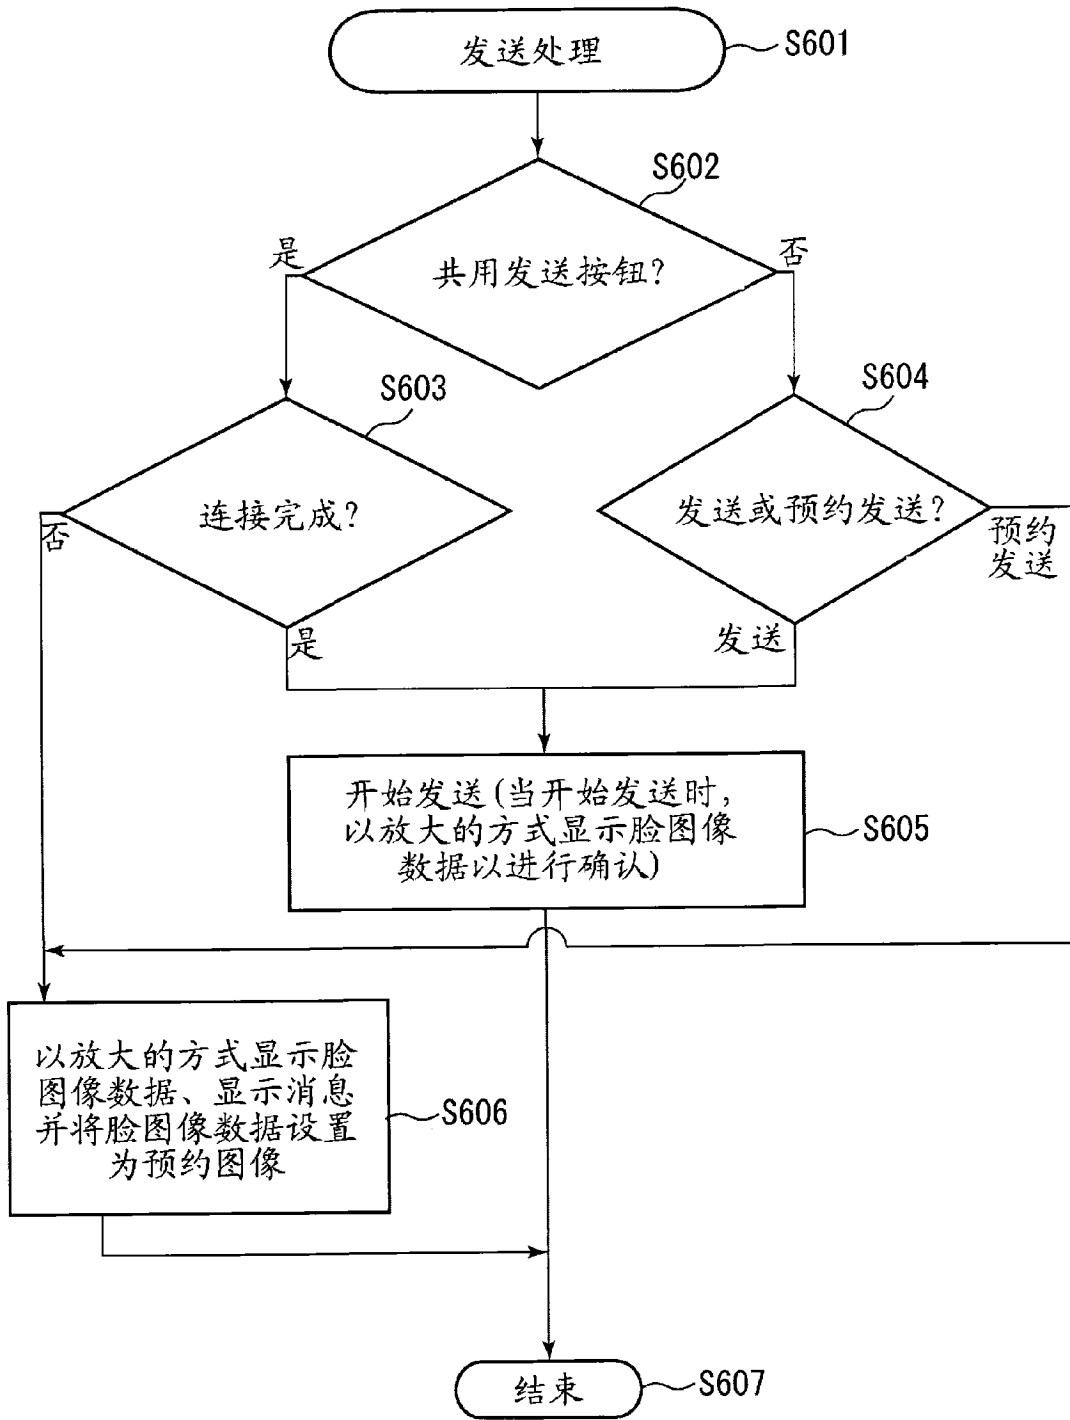 发送处理
S601
S602
是
否
共用发送按钮?
S603
S604
连接完成?
发送或预约发送?
否
预约
发送
是
发送
开始发送(当开始发送时,
以放大的方式显示脸图像
数据以进行确认)
S605
以放大的方式显示脸
图像数据、显示消息
并将脸图像数据设置
为预约图像
S606
结束
S607